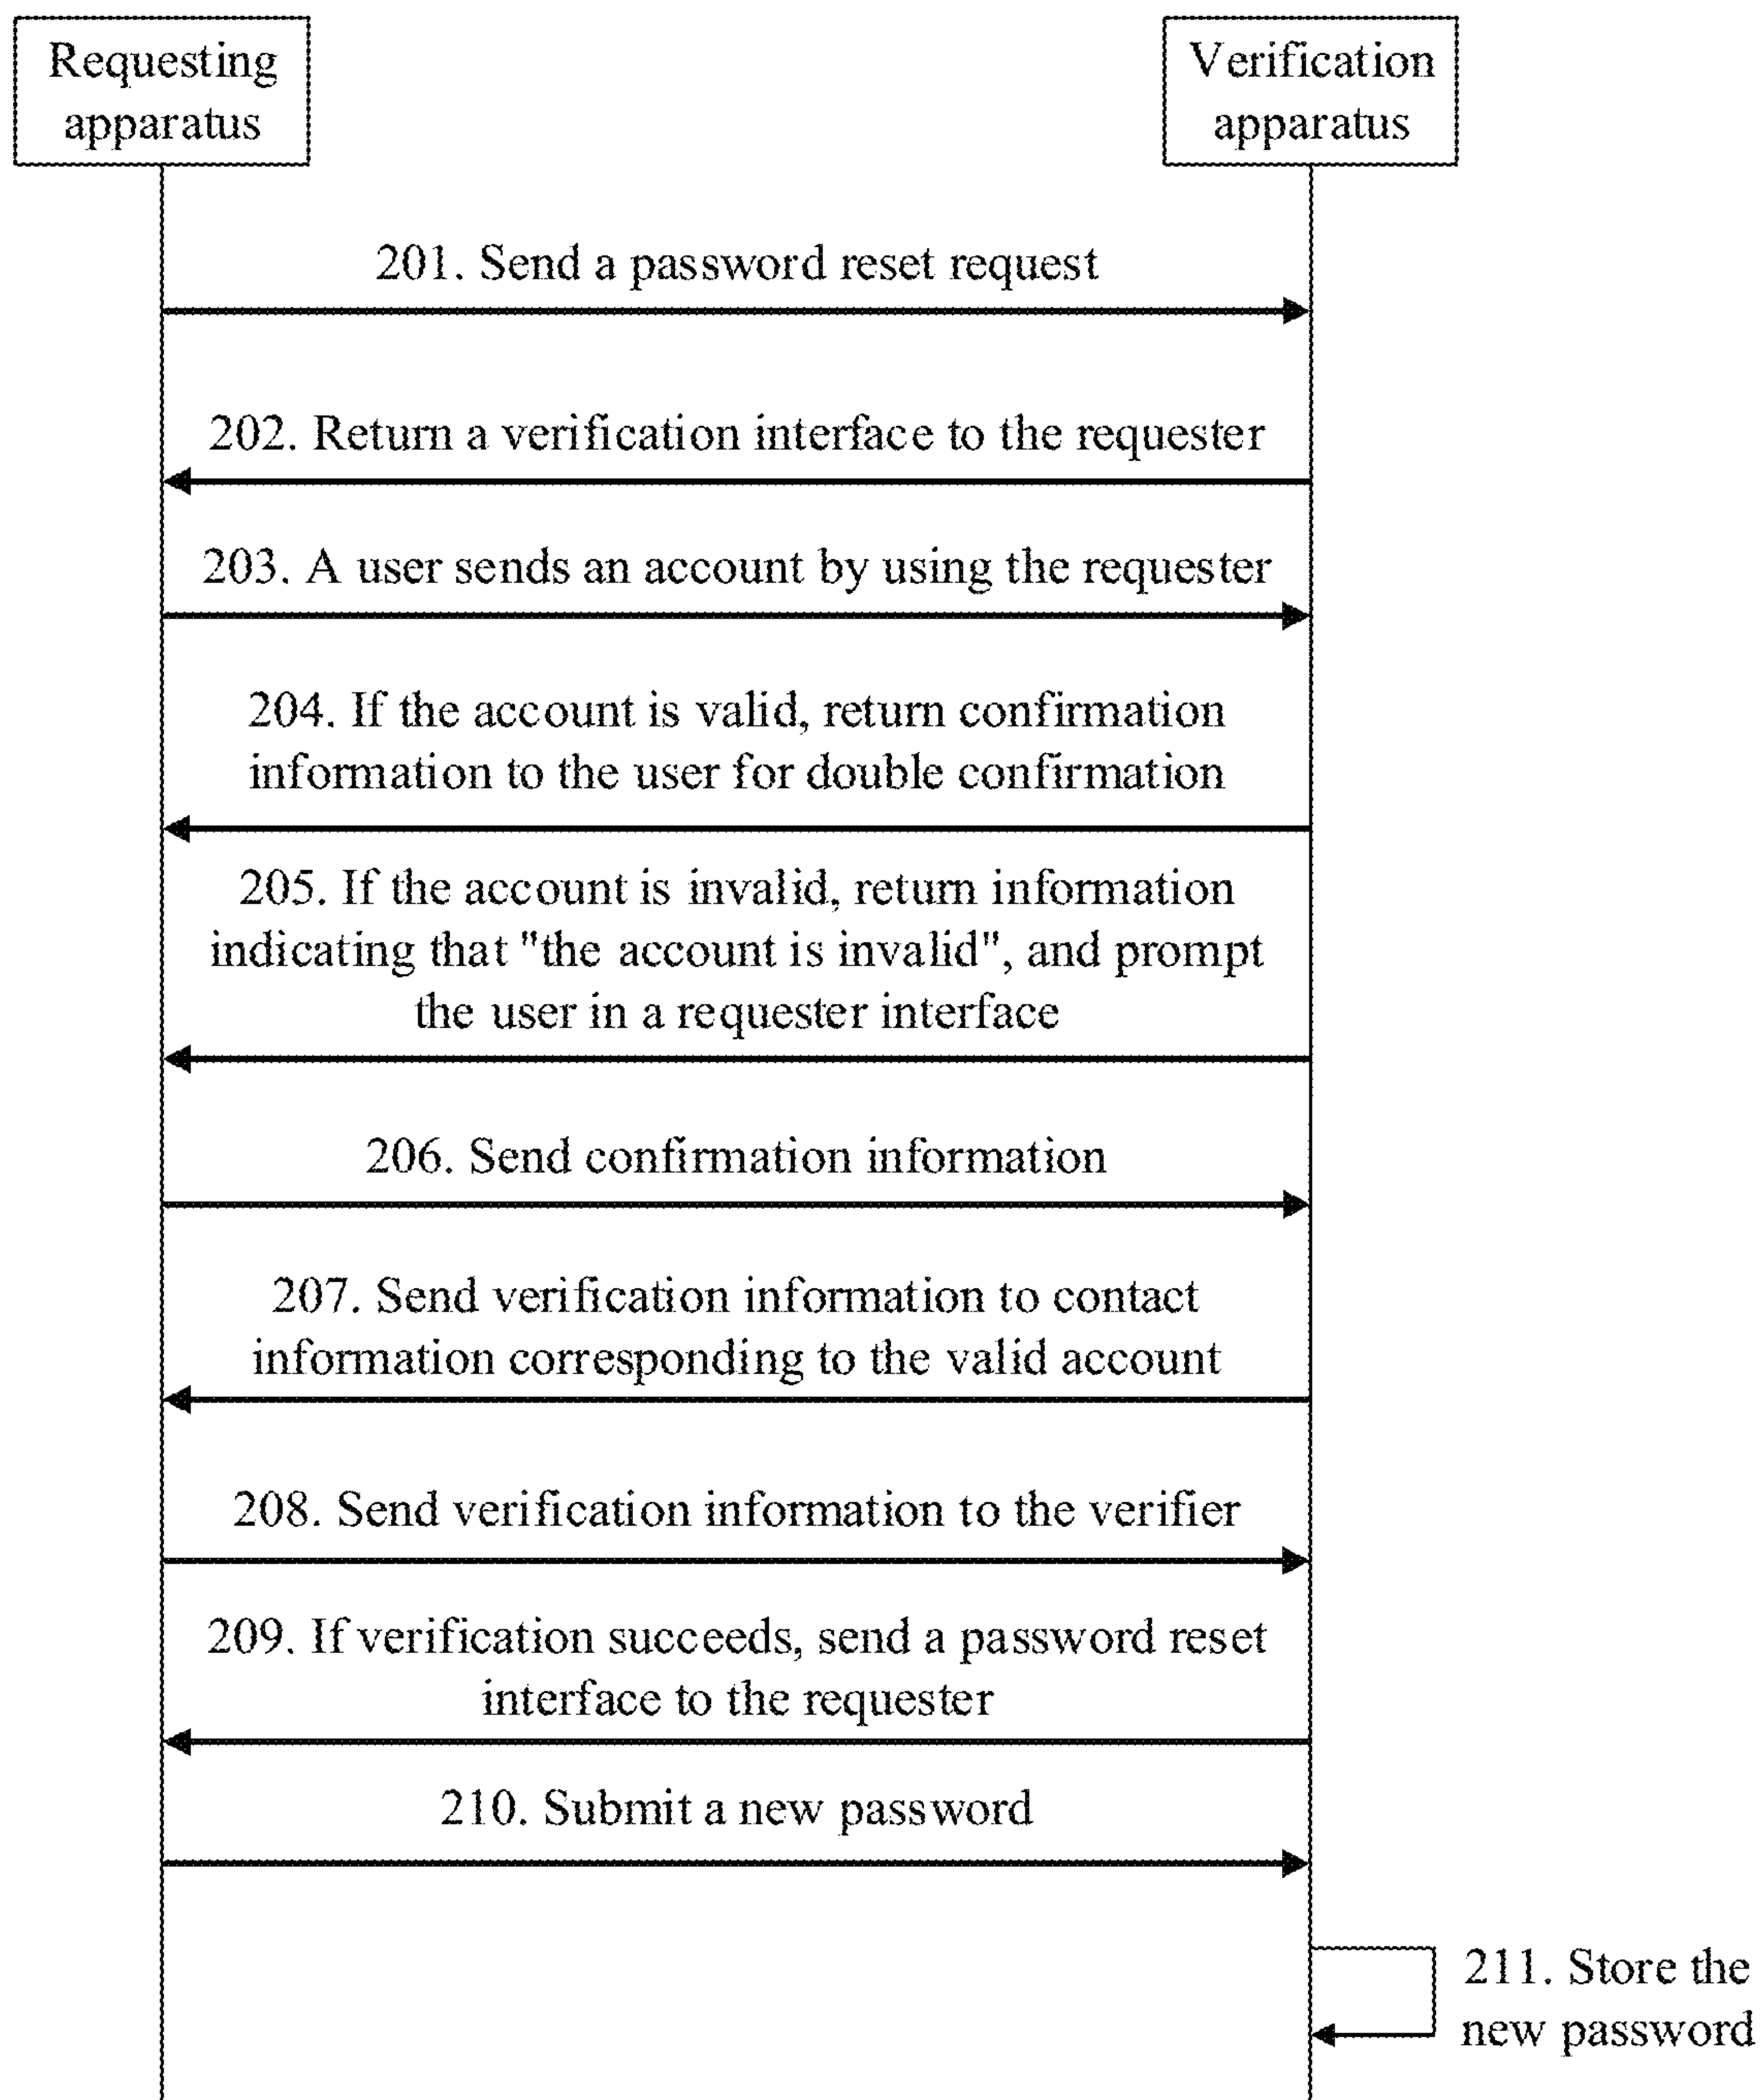 Requesting
apparatus
Verification
apparatus
201. Send a password reset request
202. Return a verification interface to the requester
203. A user sends an account by using the requester
204. If the account is valid, return confirmation
information to the user for double confirmation
205. If the account is invalid, return information
indicating that "the account is invalid", and prompt
the user in a requester interface
206. Send confirmation information
207. Send verification information to contact
information corresponding to the valid account
208. Send verification information to the verifier
209. If verification succeeds, send a password reset
interface to the requester
210. Submit a new password
211. Store the
new password